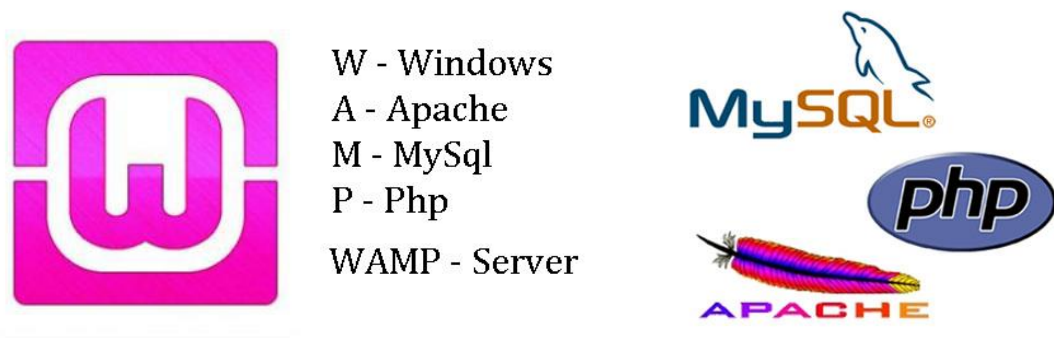 W
W - Windows
A - Apache
M - MySql
P - Php
WAMP - Server
MySQL®
php
APACHE